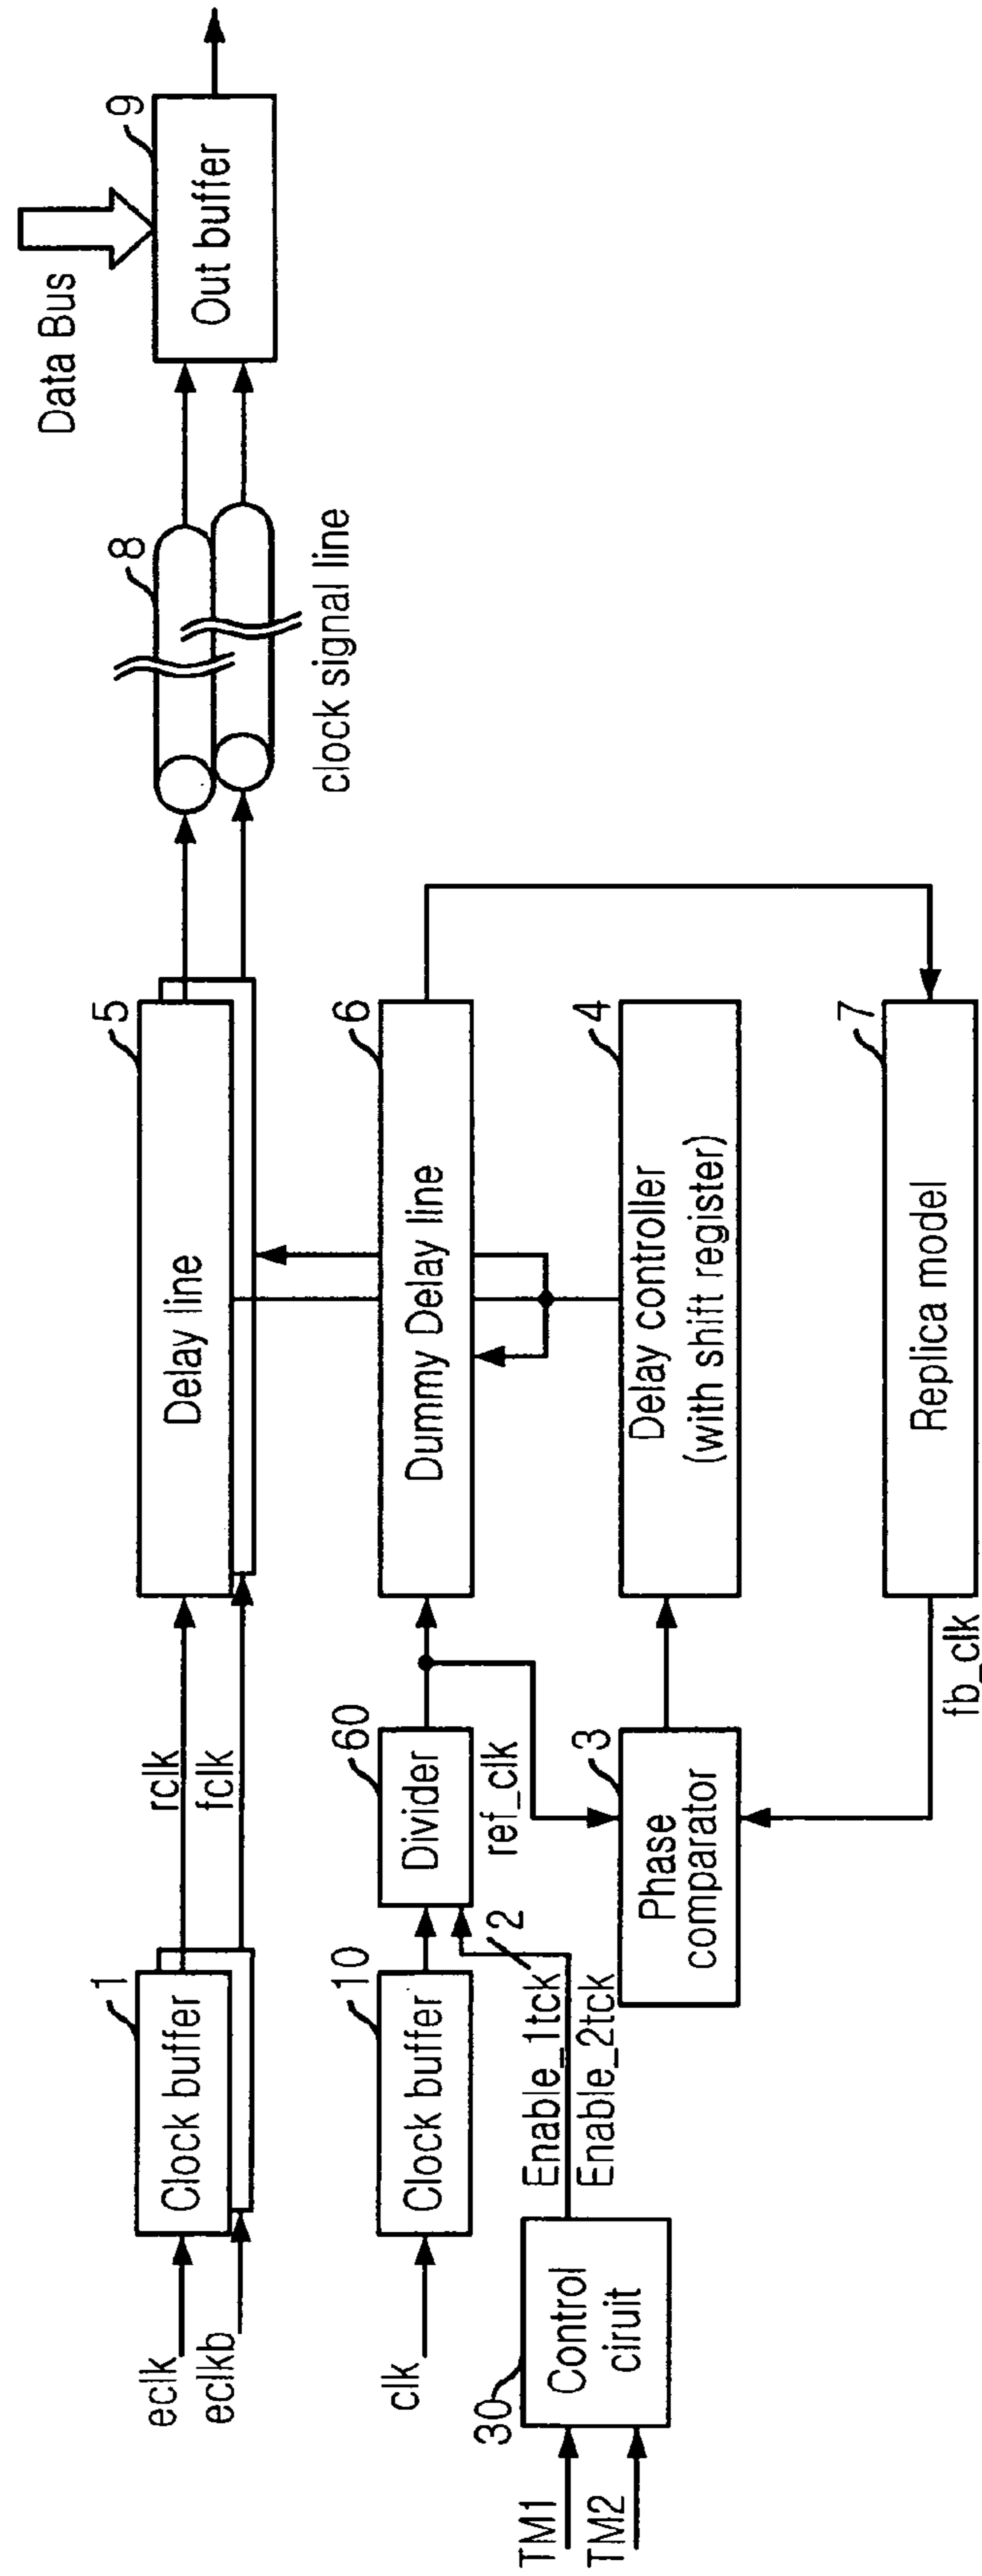 eclk
eclkb
1
Clock buffer
rclk
fclk
5
Delay line
8
clock signal line
Data Bus
9
Out buffer
clk
10
Clock buffer
60
Divider
ref_clk
6
Dummy Delay line
TM1
TM2
30
Control
ciruit
Enable_1tck
Enable_2tck
2
3
Phase
comparator
4
Delay controller
(with shift register)
7
Replica model
fb_clk